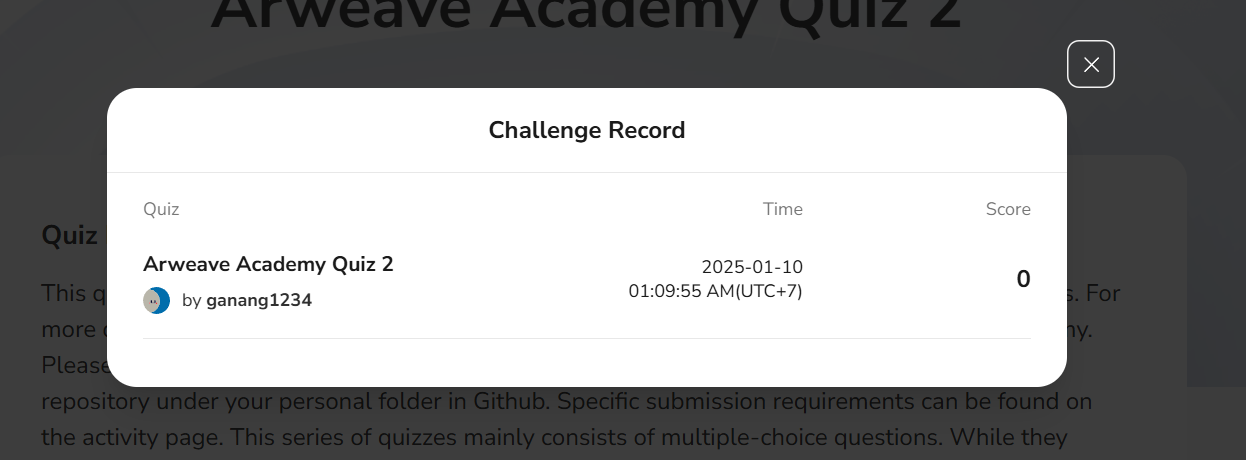 Arweave Academy Quiz 2
Challenge Record
Quiz Time Score
Quiz
Arweave Academy Quiz 2
2025-01-10
01:09:55 AM(UTC+7)
0
by ganang1234
This q
s. For
more
ny.
Please
repository under your personal folder in Github. Specific submission requirements can be found on
the activity page. This series of quizzes mainly consists of multiple-choice questions. While they